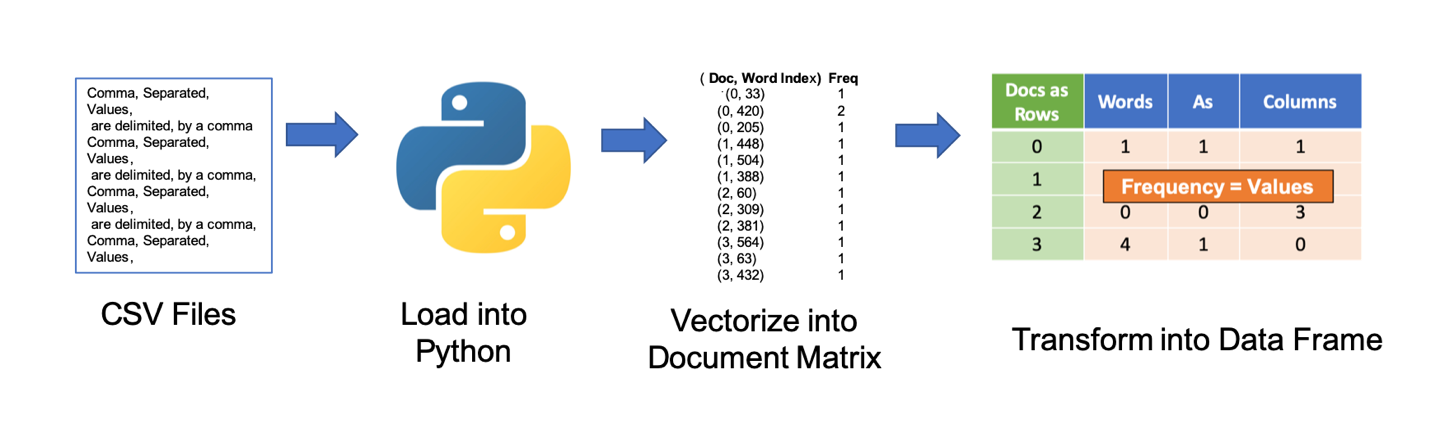 Comma, Separated,
Values,
are delimited, by a comma
Comma, Separated,
Values,
are delimited, by a comma,
Comma, Separated,
Values,
are delimited, by a comma,
Comma, Separated,
Values,
CSV Files
Load into
Python
( Doc, Word Index) Freq
(0, 33) 1
(0, 420) 2
(0, 205) 1
(1, 448) 1
(1, 504) 1
(1, 388) 1
(2, 60) 1
(2, 309) 1
(2, 381) 1
(3, 564) 1
(3, 63) 1
(3, 432) 1
Vectorize into
Document Matrix
Docs as
Rows Words As Columns
0 1 1 1
1
Frequency = Values
2 0 0 3
3 4 1 0
Transform into Data Frame